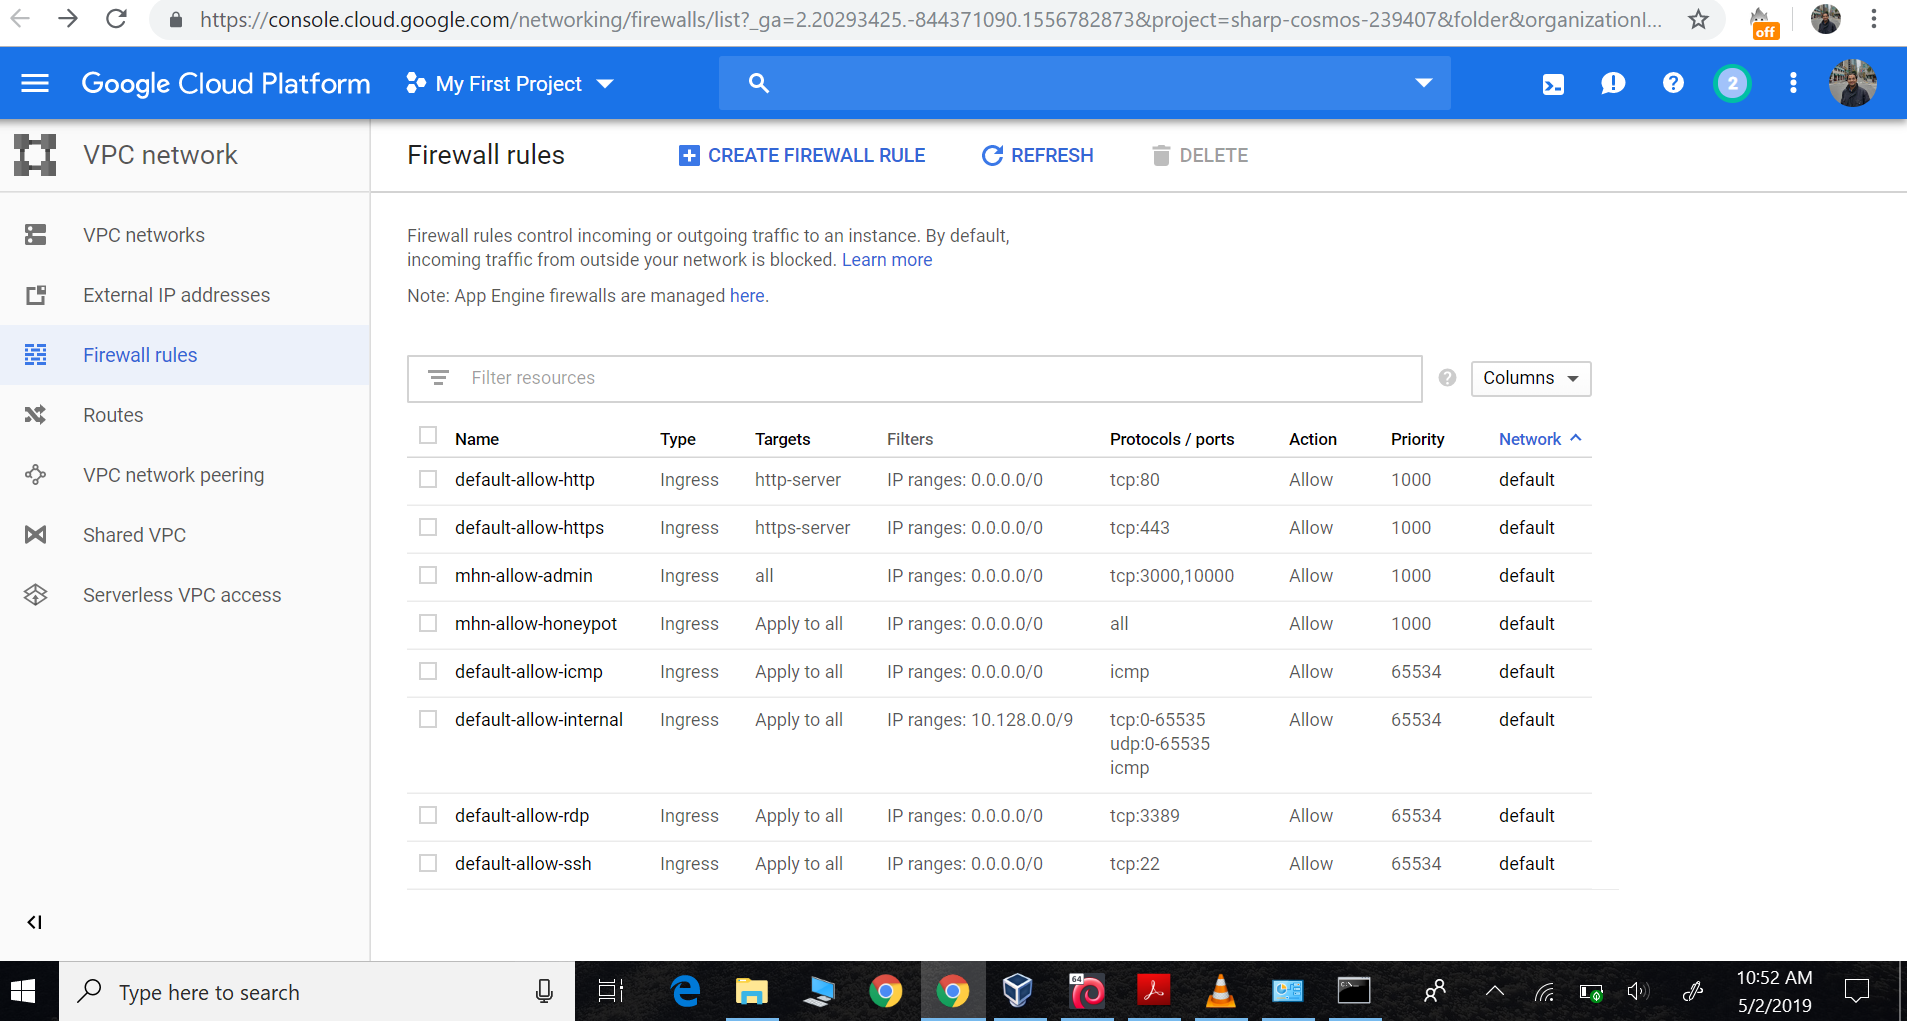 https://console.cloud.google.com/networking/firewalls/list?_ga=2.20293425.-844371090.1556782873&project=sharp-cosmos-239407&folder&organizationI...
off
Google Cloud Platform
My First Project
2
VPC network
Firewall rules
CREATE FIREWALL RULE
REFRESH
DELETE
VPC networks
External IP addresses
Firewall rules
Routes
VPC network peering
Shared VPC
Serverless VPC access
Firewall rules control incoming or outgoing traffic to an instance. By default,
incoming traffic from outside your network is blocked. Learn more
Note: App Engine firewalls are managed here.
Filter resources
Columns
Name Type Targets Filters Protocols / ports Action Priority Network
default-allow-http Ingress http-server IP ranges: 0.0.0.0/0 tcp:80 Allow 1000 default
default-allow-https Ingress https-server IP ranges: 0.0.0.0/0 tcp:443 Allow 1000 default
mhn-allow-admin Ingress all IP ranges: 0.0.0.0/0 tcp:3000,10000 Allow 1000 default
mhn-allow-honeypot Ingress Apply to all IP ranges: 0.0.0.0/0 all Allow 1000 default
default-allow-icmp Ingress Apply to all IP ranges: 0.0.0.0/0 icmp Allow 65534 default
default-allow-internal Ingress Apply to all IP ranges: 10.128.0.0/9 tcp:0-65535 Allow 65534 default
udp:0-65535
icmp
default-allow-rdp Ingress Apply to all IP ranges: 0.0.0.0/0 tcp:3389 Allow 65534 default
default-allow-ssh Ingress Apply to all IP ranges: 0.0.0.0/0 tcp:22 Allow 65534 default
Type here to search
64
10:52 AM
5/2/2019